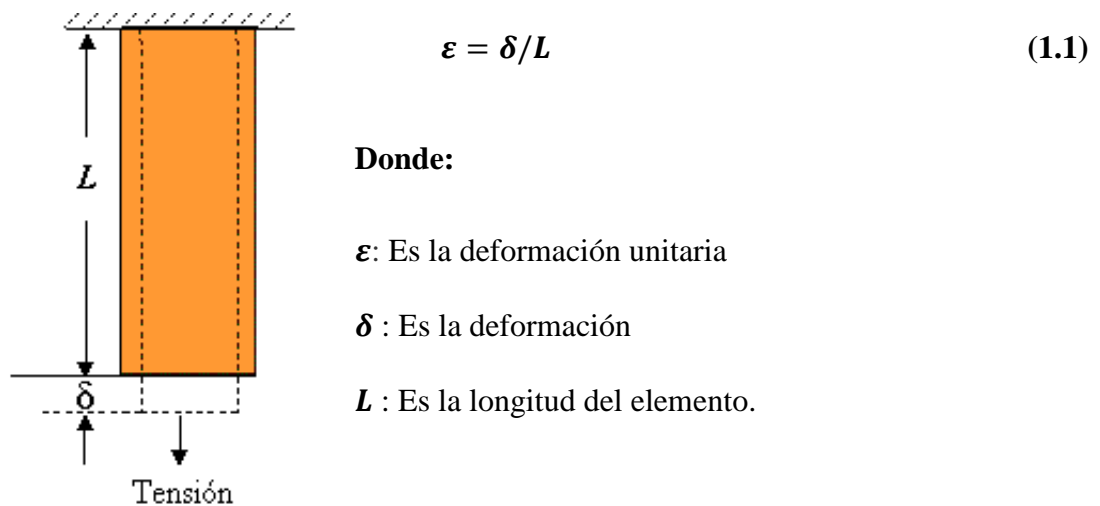 ε = δ/L (1.1)
Donde:
ε: Es la deformación unitaria
δ : Es la deformación
L : Es la longitud del elemento.
L
δ
Tensión